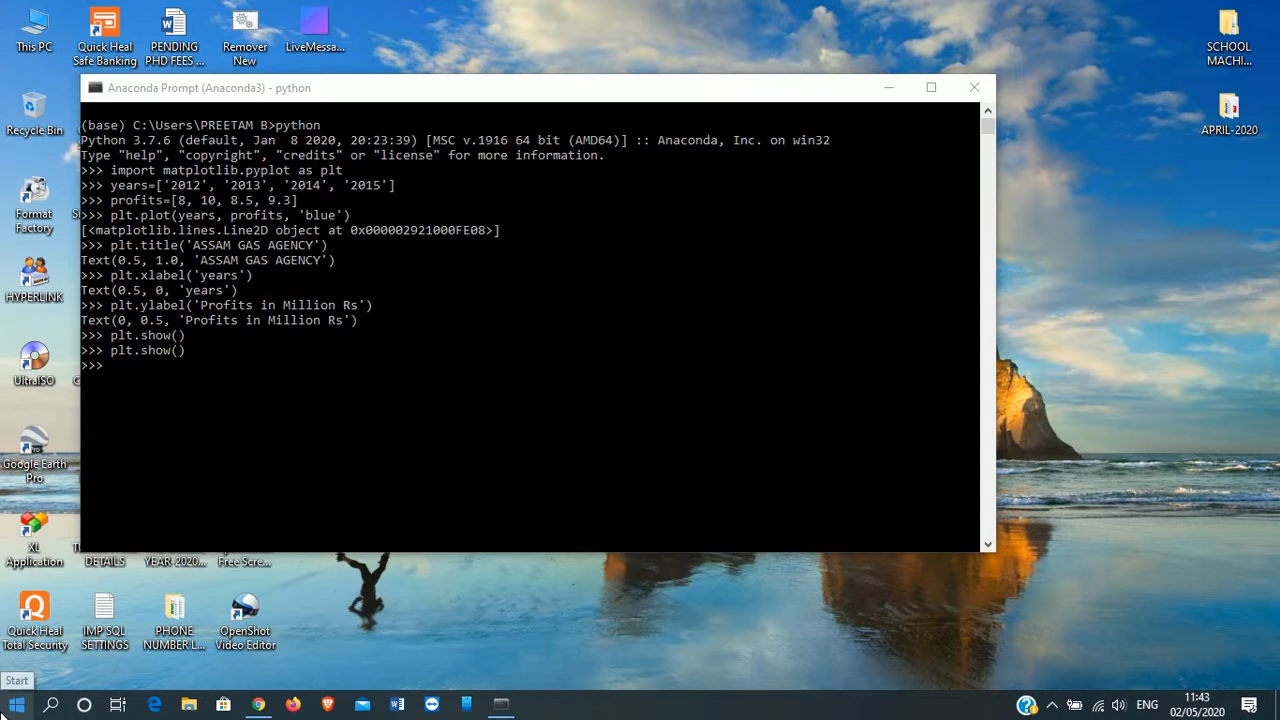 This PC
Quick Heal
Safe Banking
PENDING
PHD FEES ...
Remover
New
LiveMessa...
SCHOOL
MACHI...
Recycle Bin
APRIL-2020
Format
Factory
HYPERLINK
UltraISO
Google Earth
Pro
XL
Application
DETAILS
YEAR-2020...
Free Scre...
Quick Heal
Total Security
IMP SQL
SETTINGS
PHONE
NUMBER L...
OpenShot
Video Editor
Anaconda Prompt (Anaconda3) - python
(base) C:\Users\PREETAM B>python
Python 3.7.6 (default, Jan  8 2020, 20:23:39) [MSC v.1916 64 bit (AMD64)] :: Anaconda, Inc. on win32
Type "help", "copyright", "credits" or "license" for more information.
>>> import matplotlib.pyplot as plt
>>> years=['2012', '2013', '2014', '2015']
>>> profits=[8, 10, 8.5, 9.3]
>>> plt.plot(years, profits, 'blue')
[<matplotlib.lines.Line2D object at 0x000002921000FE08>]
>>> plt.title('ASSAM GAS AGENCY')
Text(0.5, 1.0, 'ASSAM GAS AGENCY')
>>> plt.xlabel('years')
Text(0.5, 0, 'years')
>>> plt.ylabel('Profits in Million Rs')
Text(0, 0.5, 'Profits in Million Rs')
>>> plt.show()
>>> plt.show()
>>>
Start
ENG
11:43
02/05/2020